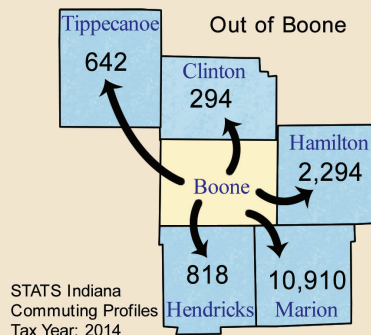 Tippecanoe
Out of Boone
642
Clinton
294
Hamilton
2,294
Boone
818
10,910
Hendricks
Marion
STATS Indiana
Commuting Profiles
Tax Year: 2014